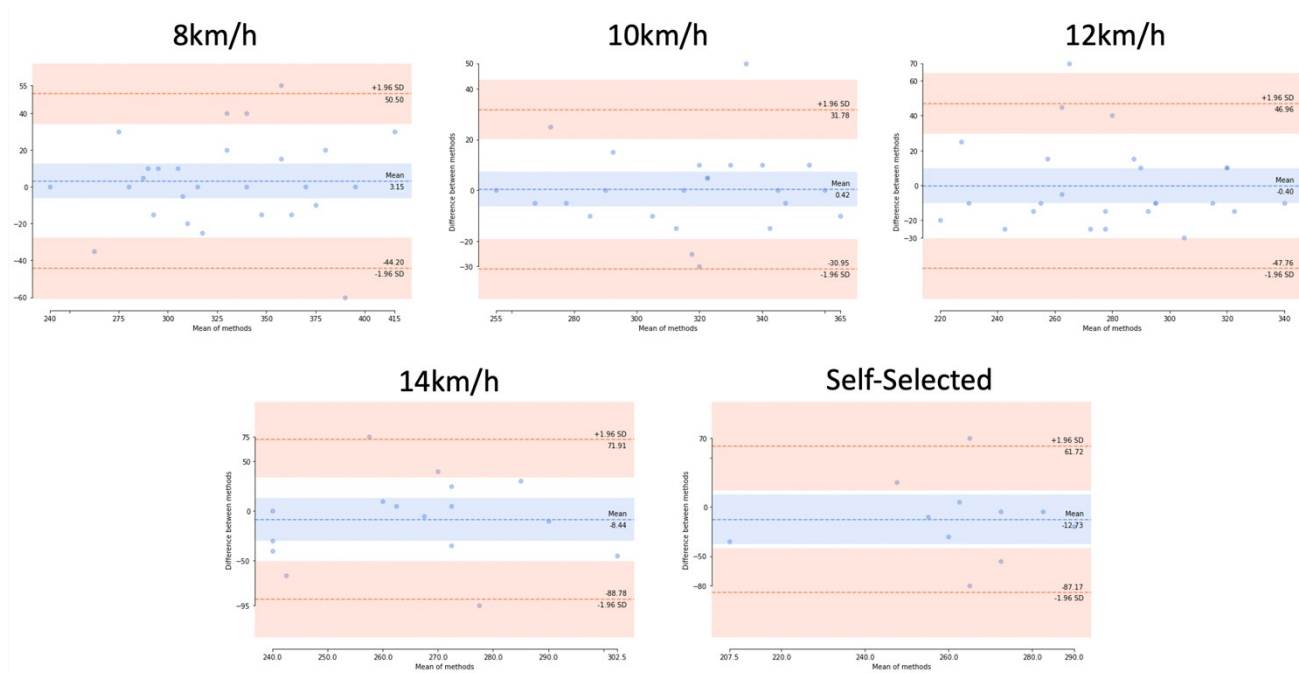 8km/h
55
40
20
0
−20
−40
−60
Difference between methods
+1.96 SD
50.50
Mean
3.15
-44.20
-1.96 SD
240
275
300
325
350
375
400
415
Mean of methods
10km/h
50
40
30
20
10
0
−10
−20
−30
Difference between methods
+1.96 SD
31.78
Mean
0.42
-30.95
-1.96 SD
255
280
300
320
340
365
Mean of methods
12km/h
70
60
40
20
0
−20
−30
Difference between methods
+1.96 SD
46.96
Mean
-0.40
-47.76
-1.96 SD
220
240
260
280
300
320
340
Mean of methods
14km/h
75
50
0
−50
−95
Difference between methods
+1.96 SD
71.91
Mean
-8.44
-88.78
-1.96 SD
240.0
260.0
270.0
280.0
290.0
302.5
Mean of methods
Self-Selected
70
0
−50
−80
Difference between methods
+1.96 SD
61.72
Mean
-12.73
-87.17
-1.96 SD
207.5
220.0
240.0
260.0
280.0
290.0
Mean of methods